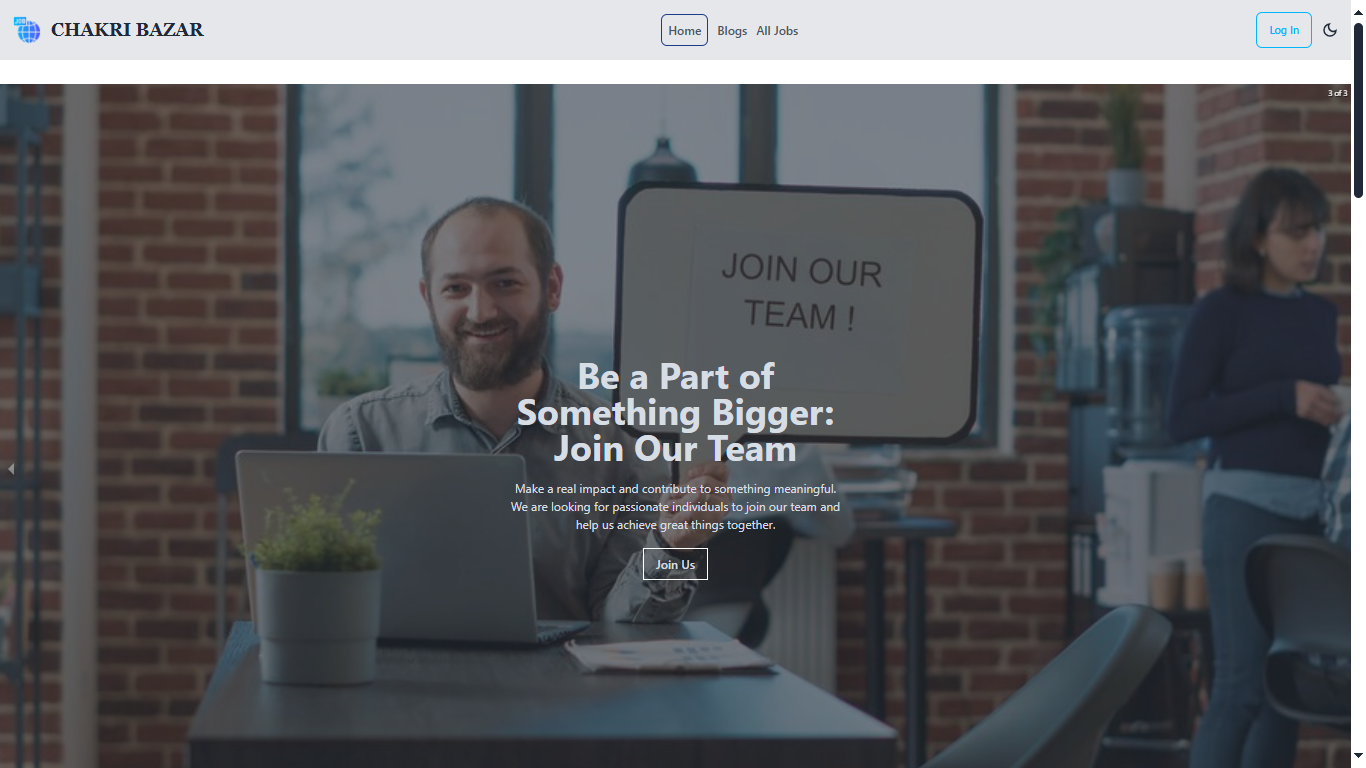 JOB
CHAKRI BAZAR
Home
Blogs
All Jobs
Log In
3 of 3
JOIN OUR
TEAM !
Be a Part of
Something Bigger:
Join Our Team
Make a real impact and contribute to something meaningful.
We are looking for passionate individuals to join our team and
help us achieve great things together.
Join Us